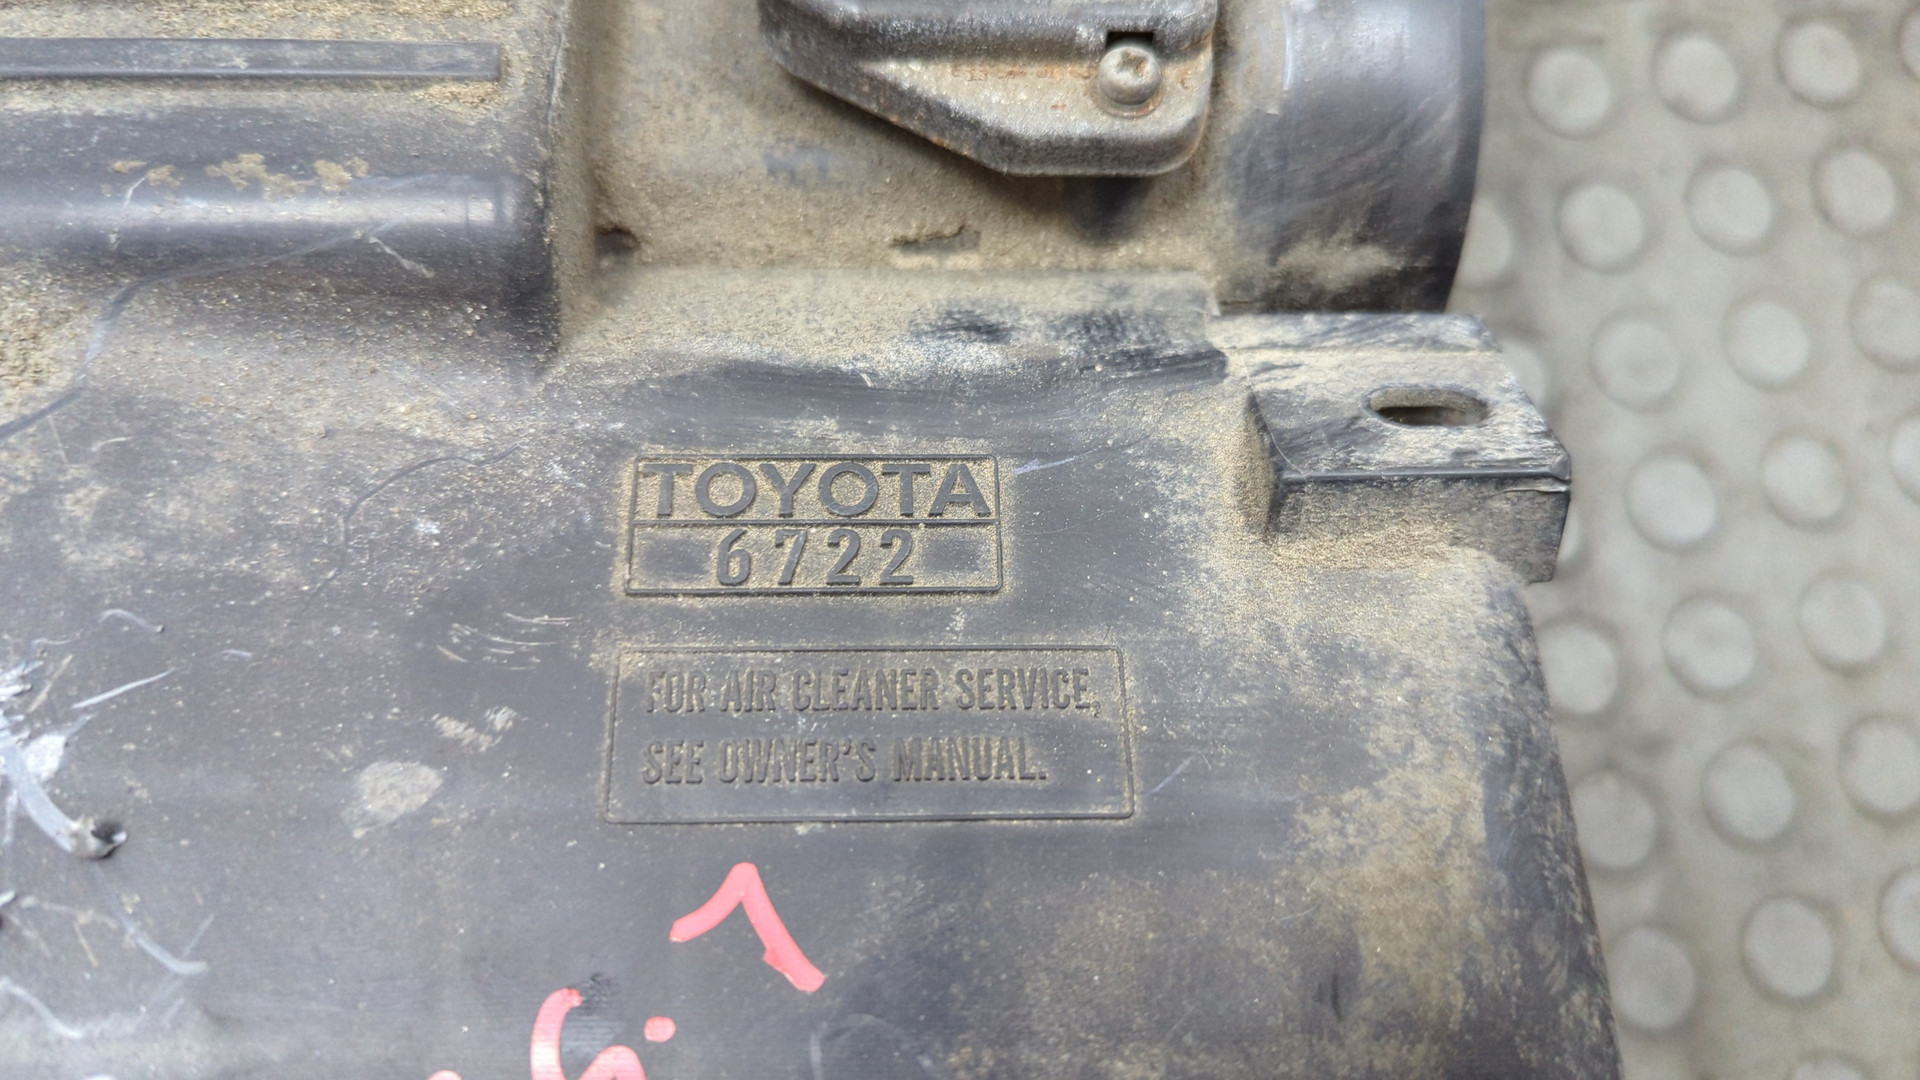 TOYOTA
6722
FOR AIR CLEANER SERVICE,
SEE OWNER'S MANUAL.